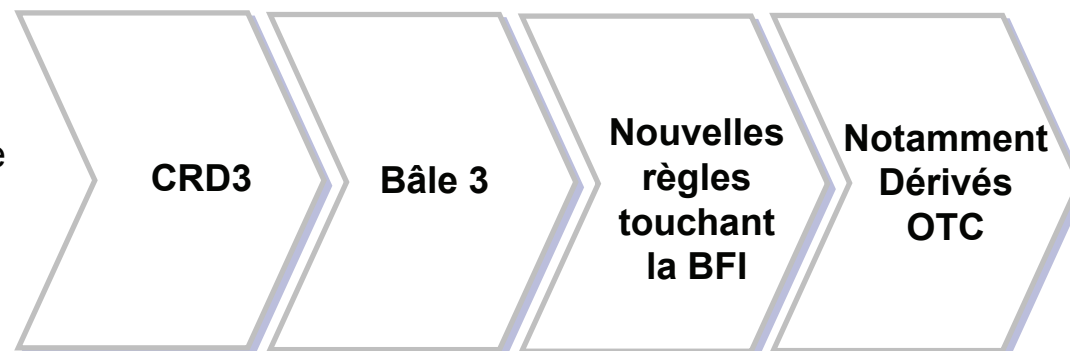 CRD3
Bâle 3
Nouvelles
règles
touchant
la BFI
Notamment
Dérivés
OTC